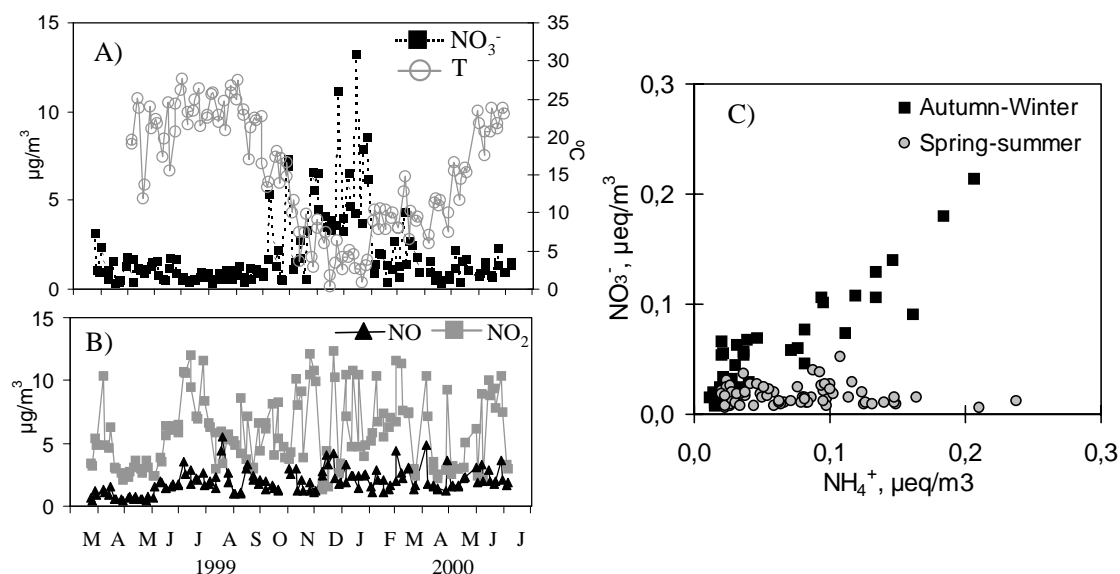 A)
NO₃⁻
T
15
10
5
0
µg/m³
35
30
25
20
15
10
5
0
ºC
B)
NO NO₂
15
10
5
0
µg/m³
M A M J J A S O N D J F M A M J J
1999 2000
C)
Autumn-Winter
Spring-summer
0,3
0,2
0,1
0,0
NO₃⁻, µeq/m³
0,0 0,1 0,2 0,3
NH₄⁺, µeq/m3